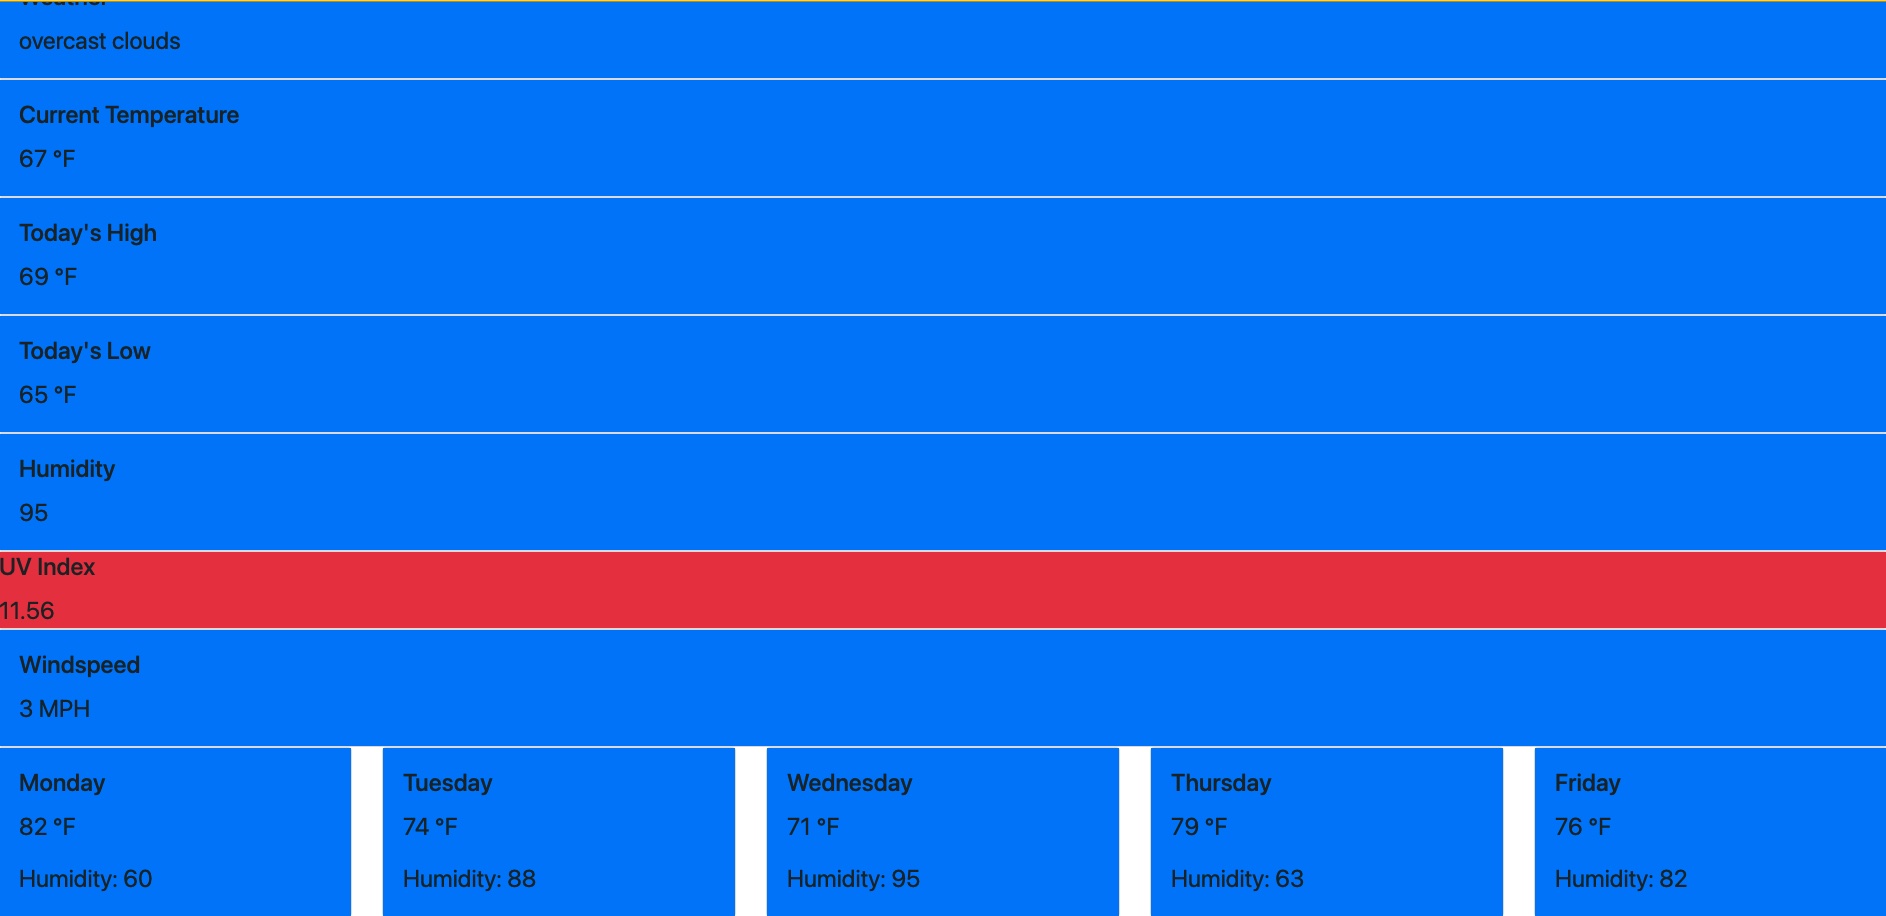 Weather
overcast clouds
Current Temperature
67 °F
Today's High
69 °F
Today's Low
65 °F
Humidity
95
UV Index
11.56
Windspeed
3 MPH
Monday
82 °F
Humidity: 60
Tuesday
74 °F
Humidity: 88
Wednesday
71 °F
Humidity: 95
Thursday
79 °F
Humidity: 63
Friday
76 °F
Humidity: 82